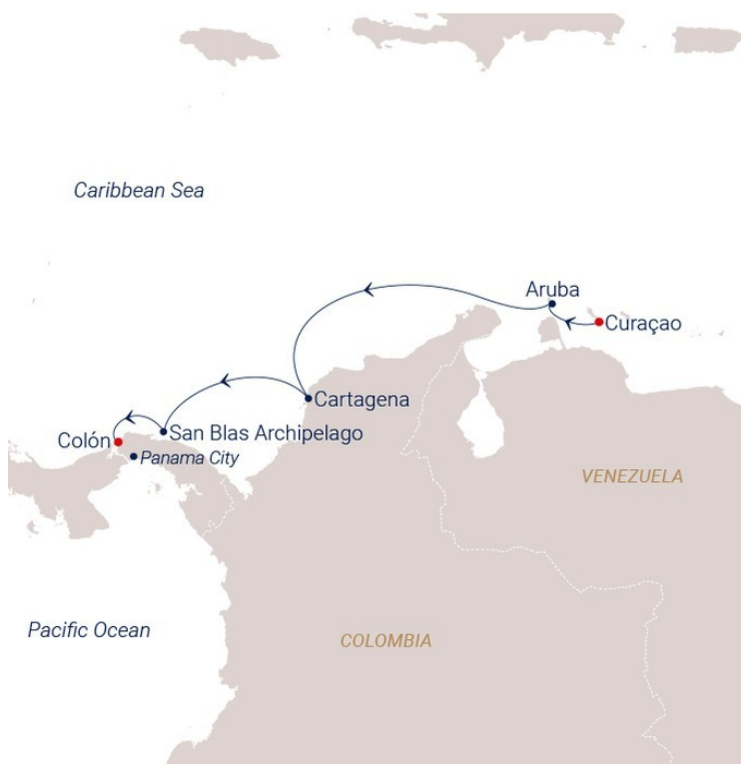 Caribbean Sea
Aruba
Curaçao
Cartagena
San Blas Archipelago
Colón
Panama City
VENEZUELA
Pacific Ocean
COLOMBIA